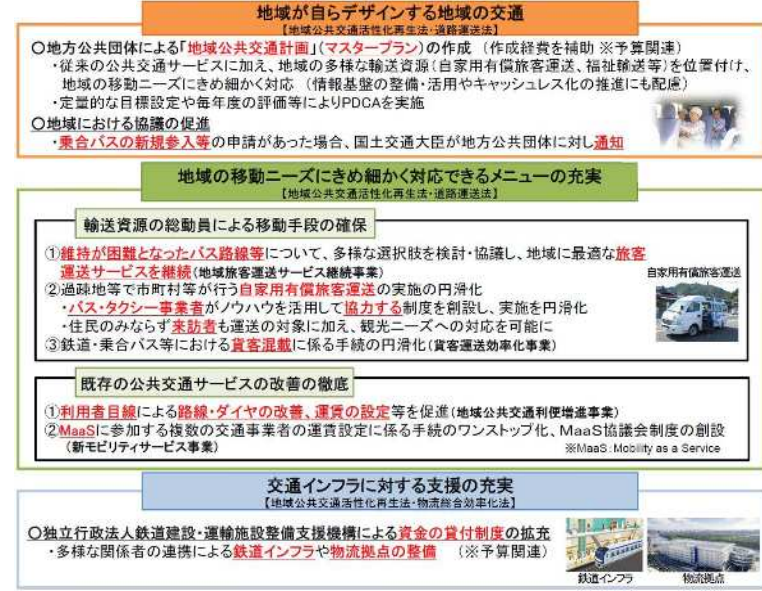 地域が自らデザインする地域の交通
【地域公共交通活性化再生法・道路運送法】
○地方公共団体による「地域公共交通計画」(マスタープラン)の作成 (作成経費を補助 ※予算関連)
・従来の公共交通サービスに加え、地域の多様な輸送資源(自家用有償旅客運送、福祉輸送等)を位置付け、
地域の移動ニーズにきめ細かく対応 (情報基盤の整備・活用やキャッシュレス化の推進にも配慮)
・定量的な目標設定や毎年度の評価等によりPDCAを実施
○地域における協議の促進
・乗合バスの新規参入等の申請があった場合、国土交通大臣が地方公共団体に対し通知
地域の移動ニーズにきめ細かく対応できるメニューの充実
【地域公共交通活性化再生法・道路運送法】
輸送資源の総動員による移動手段の確保
①維持が困難となったバス路線等について、多様な選択肢を検討・協議し、地域に最適な旅客
運送サービスを継続(地域旅客運送サービス継続事業)
②過疎地等で市町村等が行う自家用有償旅客運送の実施の円滑化
・バス・タクシー事業者がノウハウを活用して協力する制度を創設し、実施を円滑化
・住民のみならず来訪者も運送の対象に加え、観光ニーズへの対応を可能に
③鉄道・乗合バス等における貨客混載に係る手続の円滑化(貨客運送効率化事業)
自家用有償旅客運送
既存の公共交通サービスの改善の徹底
①利用者目線による路線・ダイヤの改善、運賃の設定等を促進(地域公共交通利便増進事業)
②MaaSに参加する複数の交通事業者の運賃設定に係る手続のワンストップ化、MaaS協議会制度の創設
(新モビリティサービス事業)
※MaaS:Mobility as a Service
交通インフラに対する支援の充実
【地域公共交通活性化再生法・物流総合効率化法】
○独立行政法人鉄道建設・運輸施設整備支援機構による資金の貸付制度の拡充
・多様な関係者の連携による鉄道インフラや物流拠点の整備 (※予算関連)
鉄道インフラ
物流拠点